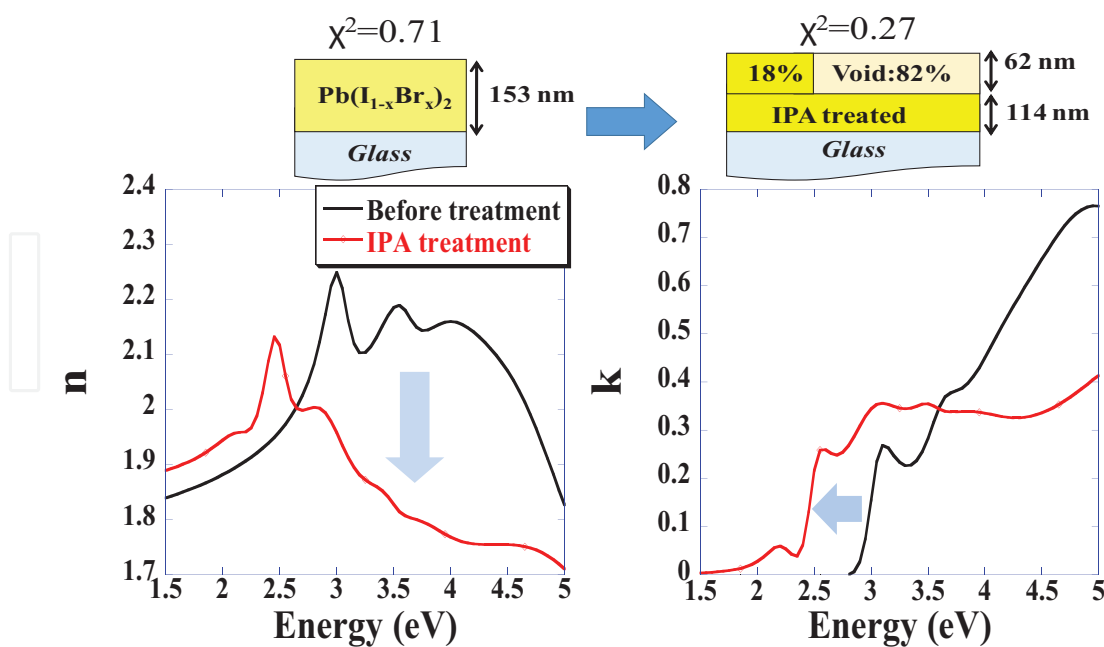 χ²=0.71
Pb(I₁₋ₓBrₓ)₂
153 nm
Glass
χ²=0.27
18%
Void:82%
62 nm
IPA treated
114 nm
Glass
Before treatment
IPA treatment
n
2.4
2.3
2.2
2.1
2
1.9
1.8
1.7
1.5 2 2.5 3 3.5 4 4.5 5
Energy (eV)
k
0.8
0.7
0.6
0.5
0.4
0.3
0.2
0.1
0
1.5 2 2.5 3 3.5 4 4.5 5
Energy (eV)